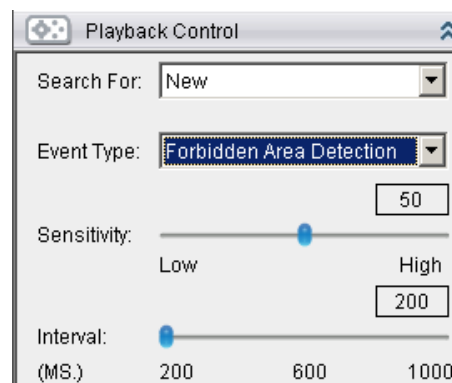 Playback Control
Search For: New
Event Type: Forbidden Area Detection
50
Sensitivity:
Low High
200
Interval:
(MS.) 200 600 1000